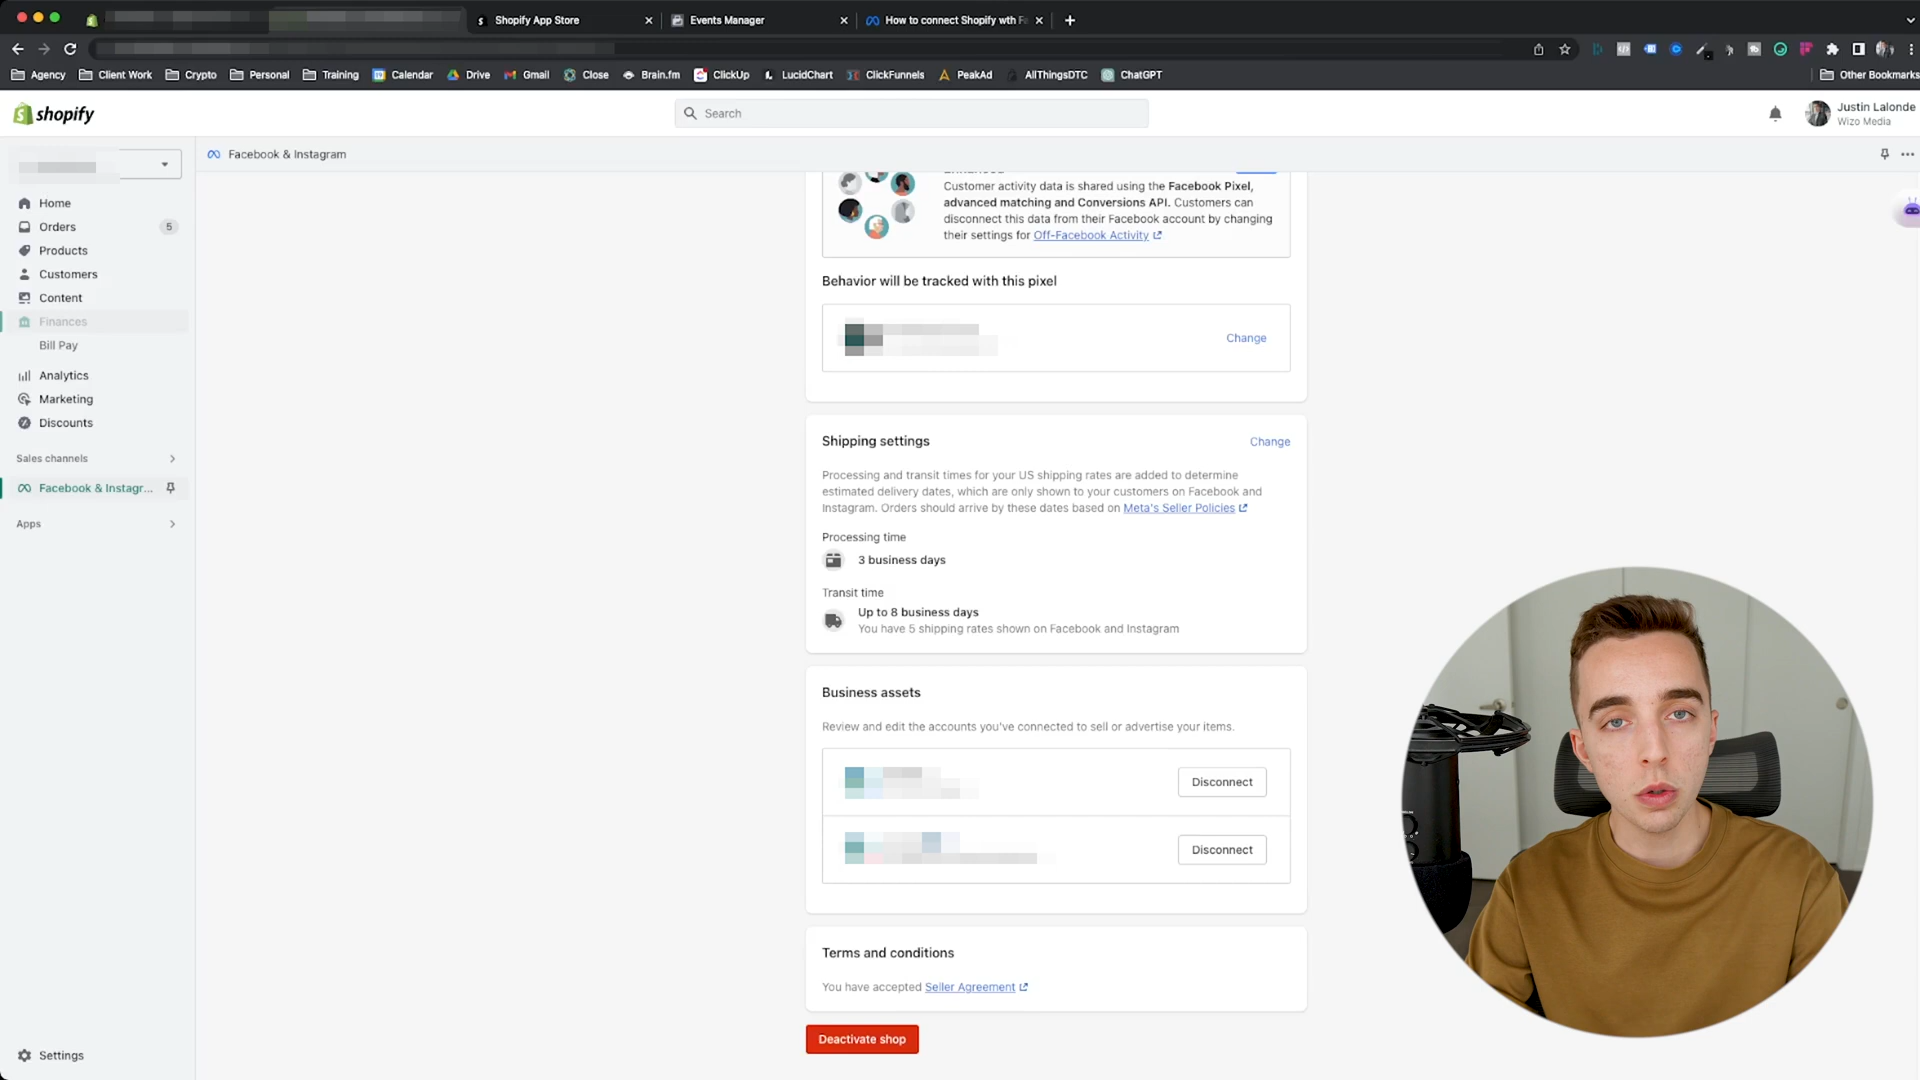 Shopify App Store
Events Manager
How to connect Shopify wth Fa
Agency
Client Work
Crypto
Personal
Training
Calendar
Drive
Gmail
Close
Brain.fm
ClickUp
LucidChart
ClickFunnels
PeakAd
AllThingsDTC
ChatGPT
Other Bookmarks
shopify
Search
Justin Lalonde
Wizo Media
Facebook & Instagram
Home
Orders
5
Products
Customers
Content
Finances
Bill Pay
Analytics
Marketing
Discounts
Sales channels
Facebook & Instagr...
Apps
Settings
Customer activity data is shared using the Facebook Pixel,
advanced matching and Conversions API. Customers can
disconnect this data from their Facebook account by changing
their settings for Off-Facebook Activity
Behavior will be tracked with this pixel
Change
Shipping settings
Change
Processing and transit times for your US shipping rates are added to determine
estimated delivery dates, which are only shown to your customers on Facebook and
Instagram. Orders should arrive by these dates based on Meta's Seller Policies
Processing time
3 business days
Transit time
Up to 8 business days
You have 5 shipping rates shown on Facebook and Instagram
Business assets
Review and edit the accounts you've connected to sell or advertise your items.
Disconnect
Disconnect
Terms and conditions
You have accepted Seller Agreement
Deactivate shop